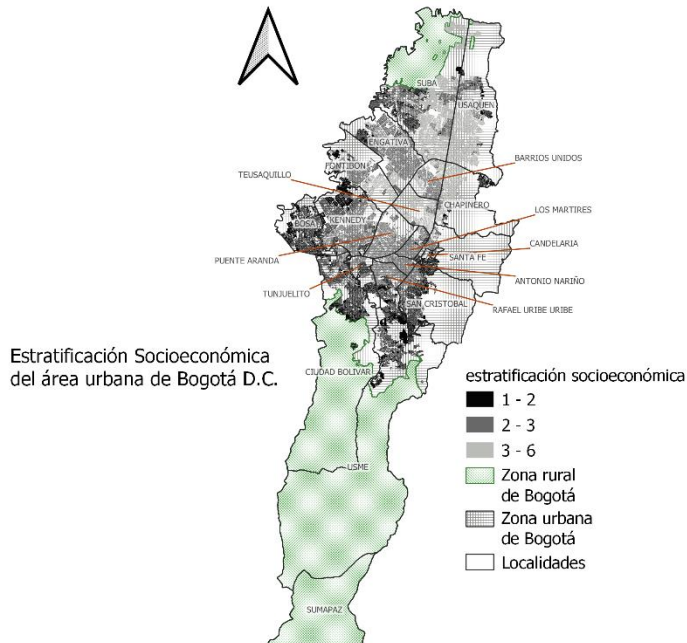 SUBA
USAQUEN
ENGATIVA
BARRIOS UNIDOS
FONTIBON
TEUSAQUILLO
CHAPINERO
LOS MARTIRES
BOSA
KENNEDY
CANDELARIA
PUENTE ARANDA
SANTA FE
ANTONIO NARIÑO
TUNJUELITO
SAN CRISTOBAL
RAFAEL URIBE URIBE
Estratificación Socioeconómica
del área urbana de Bogotá D.C.
CIUDAD BOLIVAR
USME
SUMAPAZ
estratificación socioeconómica
1 - 2
2 - 3
3 - 6
Zona rural
de Bogotá
Zona urbana
de Bogotá
Localidades